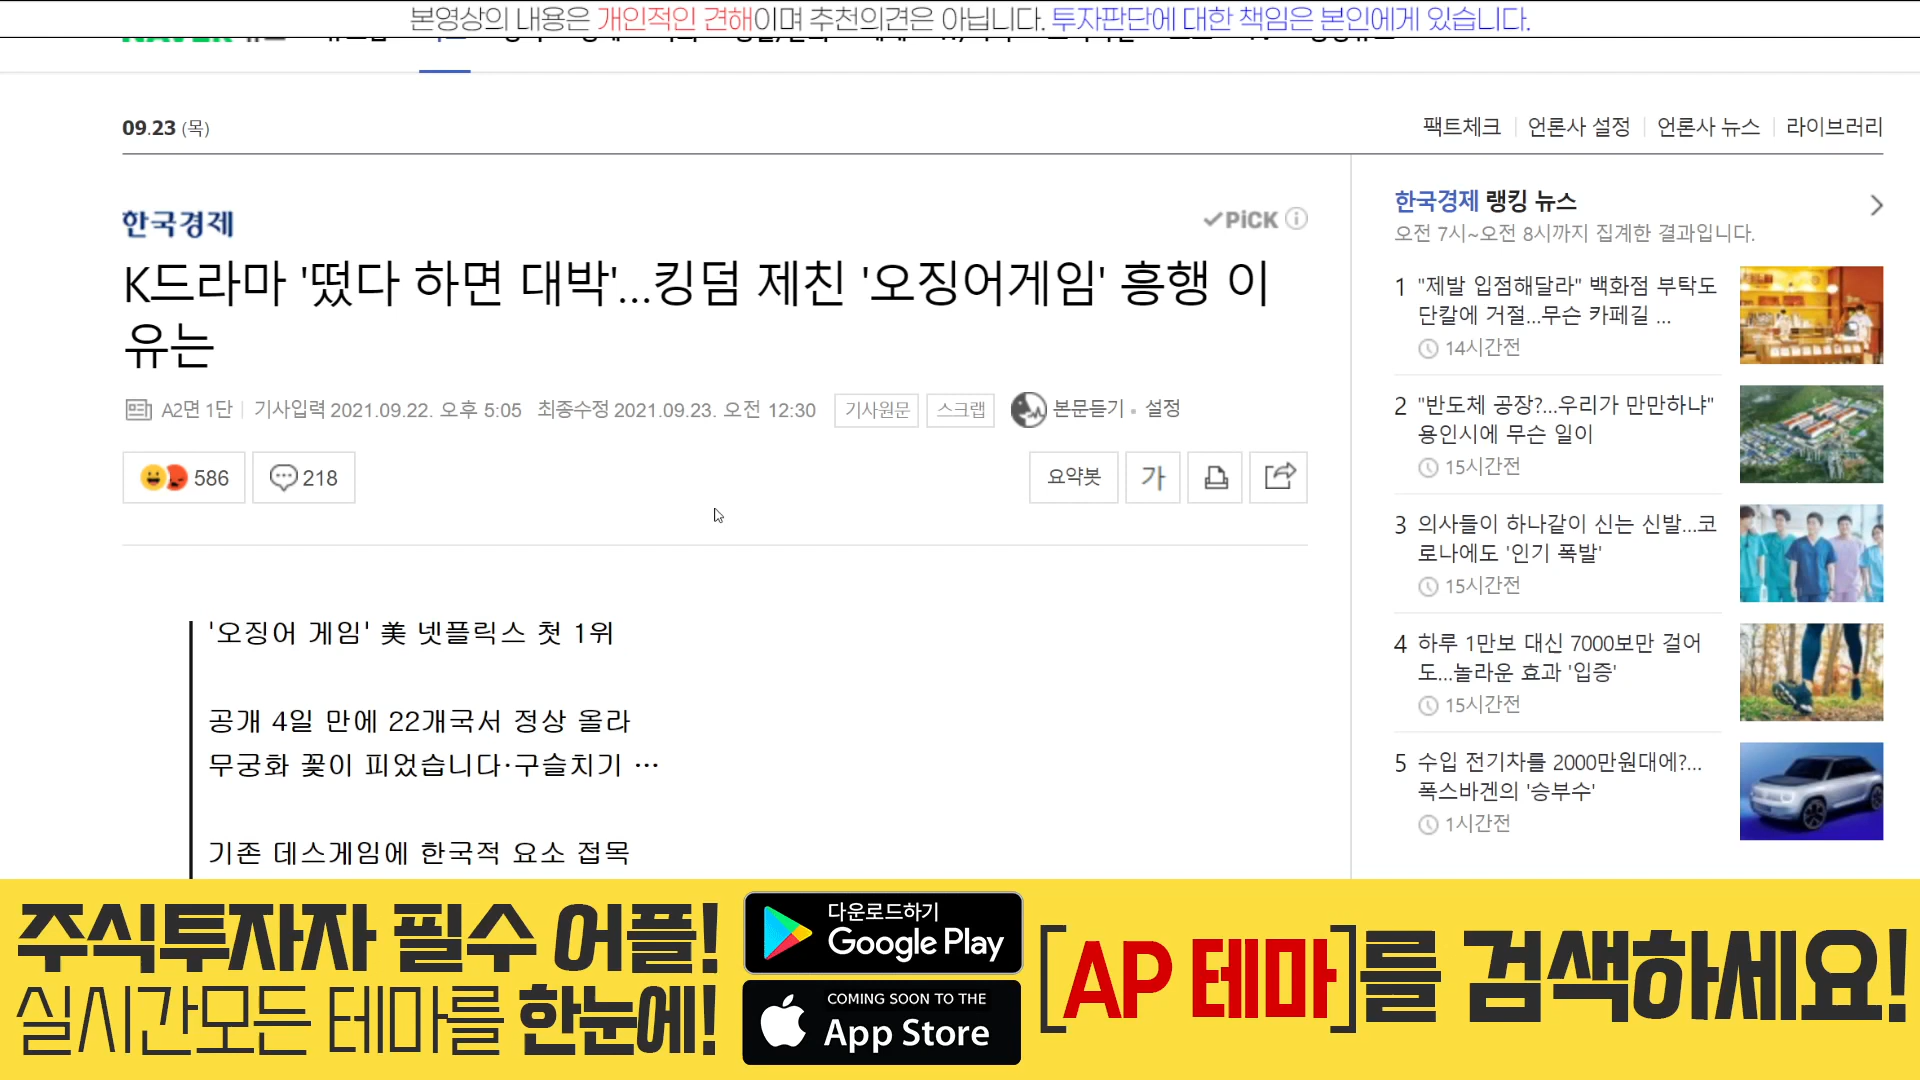 본영상의 내용은 개인적인 견해이며 추천의견은 아닙니다. 투자판단에 대한 책임은 본인에게 있습니다.
09.23 (목)
팩트체크 언론사 설정 언론사 뉴스 라이브러리
한국경제
PiCK
K드라마 '떴다 하면 대박'...킹덤 제친 '오징어게임' 흥행 이
유는
A2면 1단 기사입력 2021.09.22. 오후 5:05 최종수정 2021.09.23. 오전 12:30 기사원문 스크랩 본문듣기 설정
586 218 요약봇 가
'오징어 게임' 美 넷플릭스 첫 1위
공개 4일 만에 22개국서 정상 올라
무궁화 꽃이 피었습니다·구슬치기 …
기존 데스게임에 한국적 요소 접목
한국경제 랭킹 뉴스
오전 7시~오전 8시까지 집계한 결과입니다.
1 "제발 입점해달라" 백화점 부탁도
단칼에 거절...무슨 카페길 ...
14시간전
2 "반도체 공장?...우리가 만만하냐"
용인시에 무슨 일이
15시간전
3 의사들이 하나같이 신는 신발...코
로나에도 '인기 폭발'
15시간전
4 하루 1만보 대신 7000보만 걸어
도...놀라운 효과 '입증'
15시간전
5 수입 전기차를 2000만원대에?...
폭스바겐의 '승부수'
1시간전
주식투자자 필수 어플!
실시간모든 테마를 한눈에!
다운로드하기
Google Play
COMING SOON TO THE
App Store
[AP 테마]를 검색하세요!